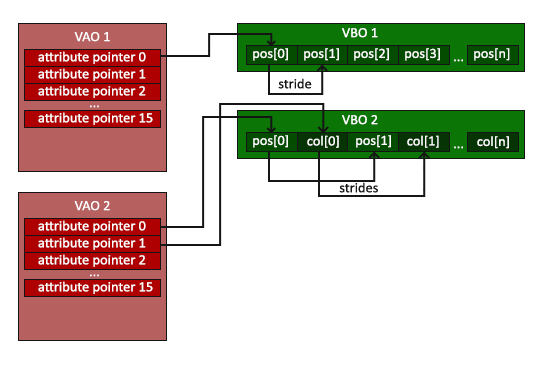 VAO 1
attribute pointer 0
attribute pointer 1
attribute pointer 2
...
attribute pointer 15
VBO 1
pos[0] pos[1] pos[2] pos[3] ... pos[n]
stride
VBO 2
pos[0] col[0] pos[1] col[1] ... col[n]
strides
VAO 2
attribute pointer 0
attribute pointer 1
attribute pointer 2
...
attribute pointer 15